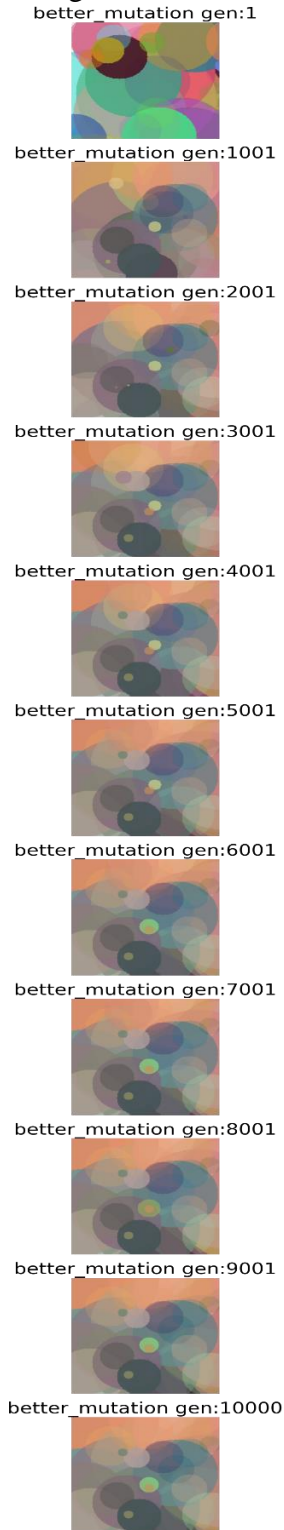 better_mutation gen:1
better_mutation gen:1001
better_mutation gen:2001
better_mutation gen:3001
better_mutation gen:4001
better_mutation gen:5001
better_mutation gen:6001
better_mutation gen:7001
better_mutation gen:8001
better_mutation gen:9001
better_mutation gen:10000